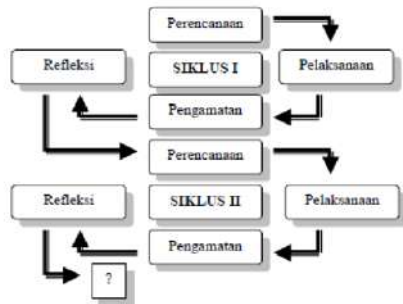 Perencanaan
Refleksi
SIKLUS I
Pelaksanaan
Pengamatan
Perencanaan
Refleksi
SIKLUS II
Pelaksanaan
Pengamatan
?